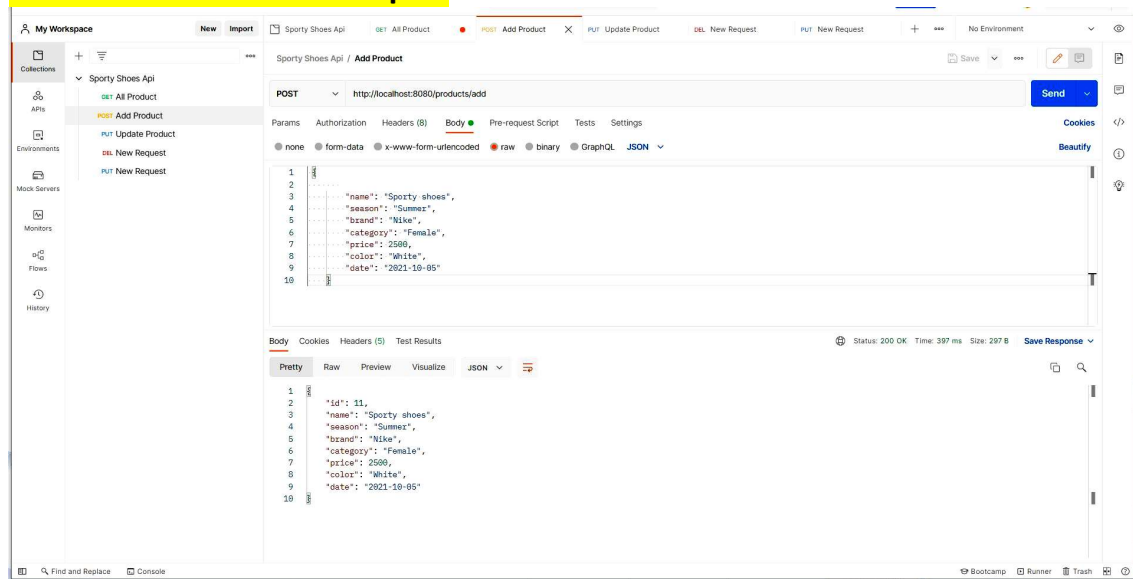 My Workspace
New Import
Sporty Shoes Api
GET All Product
POST Add Product
PUT Update Product
DEL New Request
PUT New Request
No Environment
Collections
APIs
Environments
Mock Servers
Monitors
Flows
History
Sporty Shoes Api
GET All Product
POST Add Product
PUT Update Product
DEL New Request
PUT New Request
Sporty Shoes Api / Add Product
Save
POST http://localhost:8080/products/add
Send
Params Authorization Headers (8) Body Pre-request Script Tests Settings Cookies
none form-data x-www-form-urlencoded raw binary GraphQL JSON Beautify
1 {
2
3 "name": "Sporty shoes",
4 "season": "Summer",
5 "brand": "Nike",
6 "category": "Female",
7 "price": 2500,
8 "color": "White",
9 "date": "2021-10-05"
10 }
Body Cookies Headers (5) Test Results Status: 200 OK Time: 397 ms Size: 297 B Save Response
Pretty Raw Preview Visualize JSON
1 {
2 "id": 11,
3 "name": "Sporty shoes",
4 "season": "Summer",
5 "brand": "Nike",
6 "category": "Female",
7 "price": 2500,
8 "color": "White",
9 "date": "2021-10-05"
10 }
Find and Replace Console Bootcamp Runner Trash